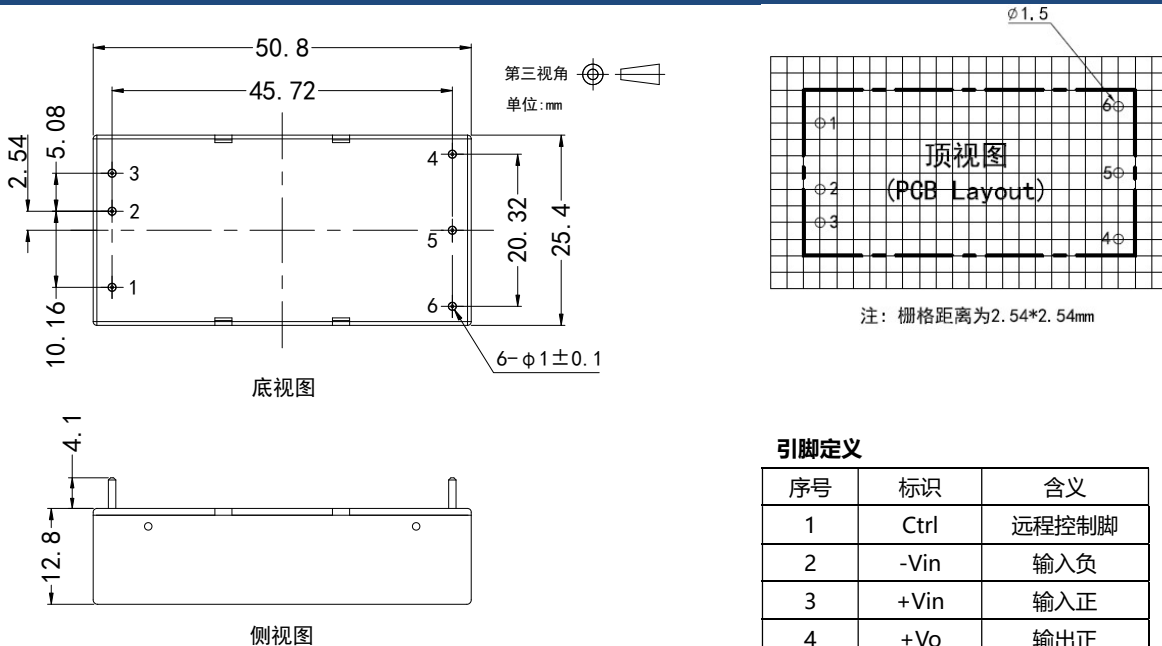 50.8
45.72
第三视角
单位:mm
2.54
5.08
10.16
3
2
1
4
5
6
20.32
25.4
6-φ1±0.1
底视图
4.1
12.8
侧视图
⌀1.5
1
2
3
6
5
4
顶视图
(PCB Layout)
注: 栅格距离为2.54*2.54mm
引脚定义
序号 标识 含义
1 Ctrl 远程控制脚
2 -Vin 输入负
3 +Vin 输入正
4 +Vo 输出正